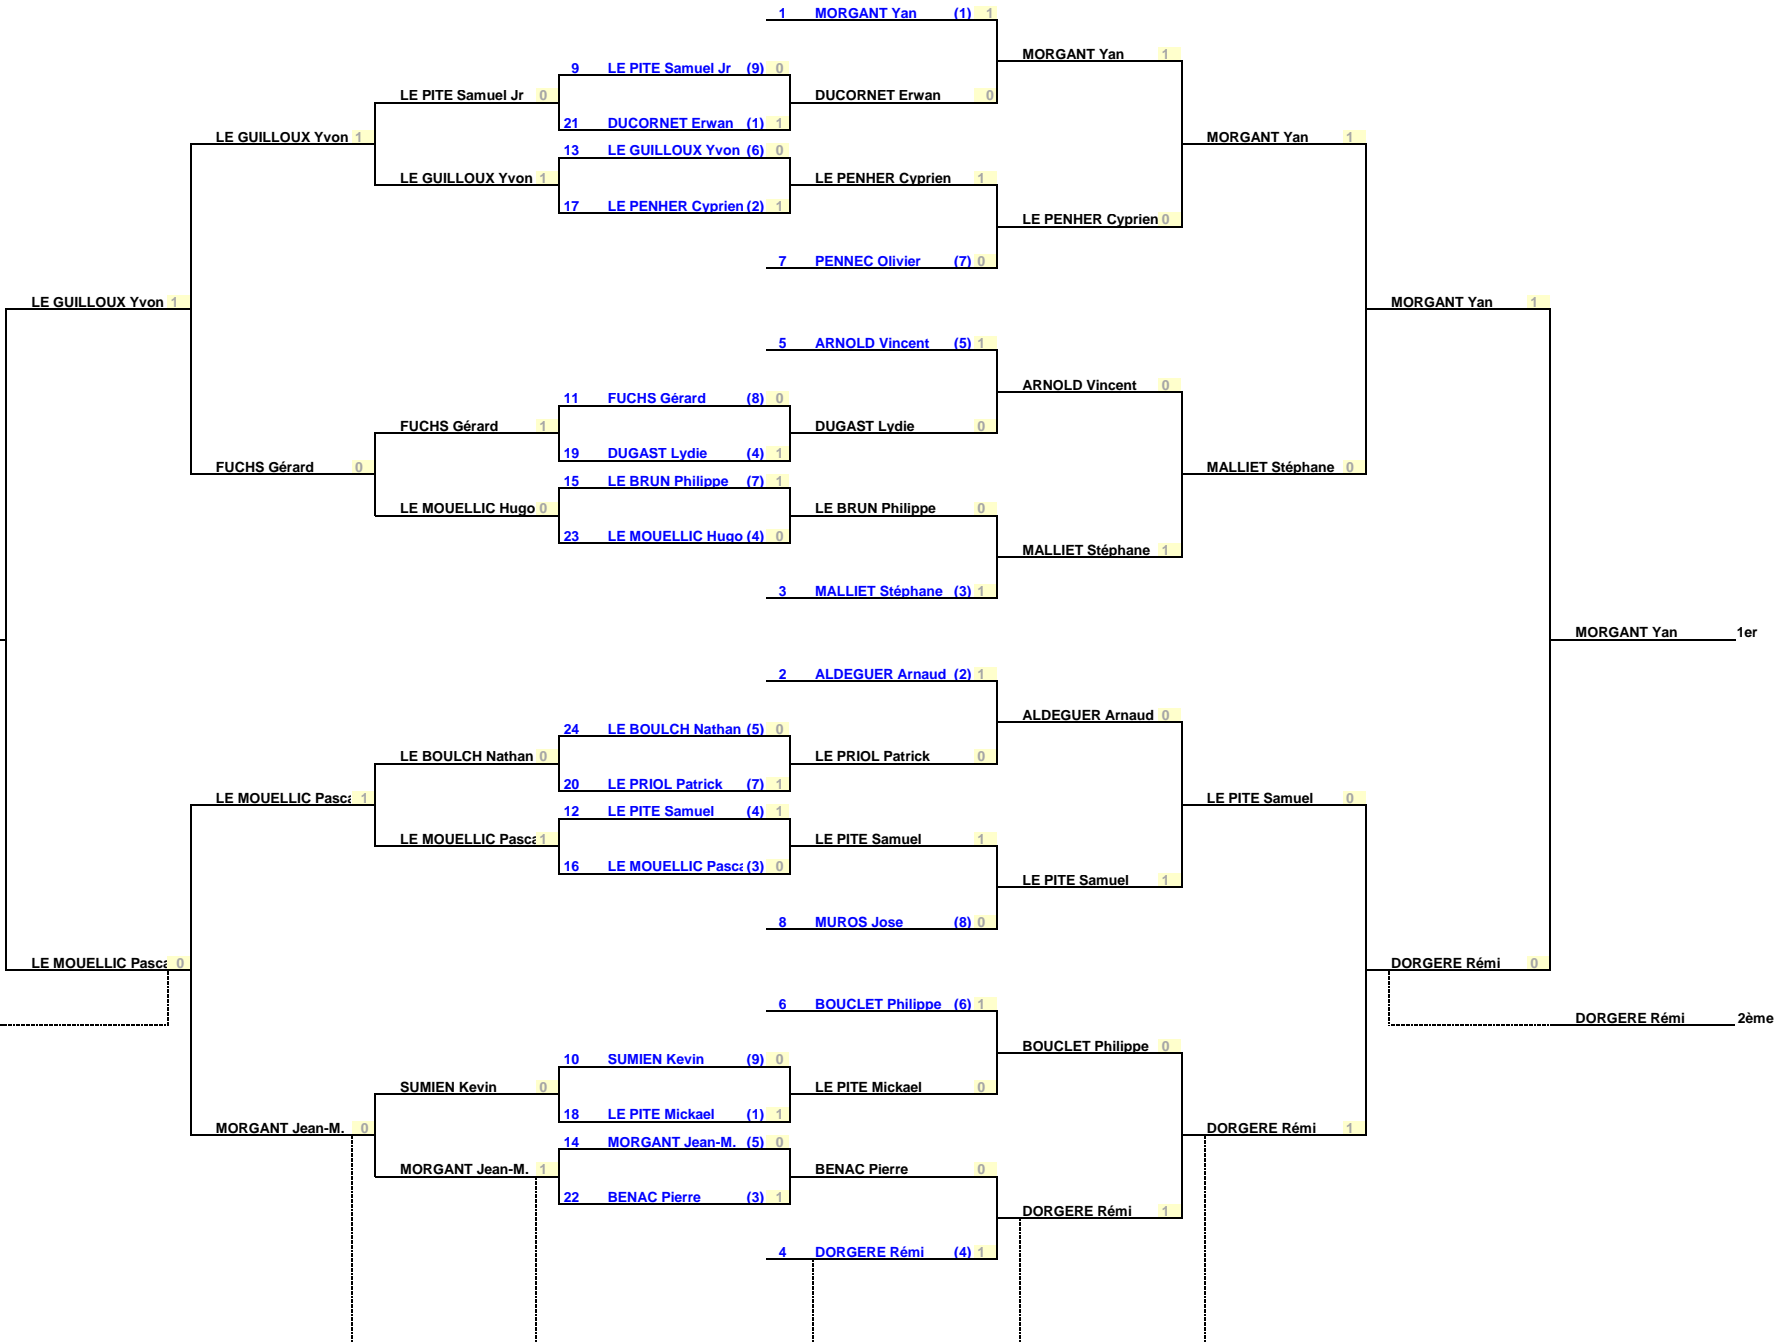 1 MORGANT Yan (1) 1
MORGANT Yan 1
9 LE PITE Samuel Jr (9) 0
LE PITE Samuel Jr 0 DUCORNET Erwan 0
21 DUCORNET Erwan (1) 1
LE GUILLOUX Yvon 1 MORGANT Yan 1
13 LE GUILLOUX Yvon (6) 0
LE GUILLOUX Yvon 1 LE PENHER Cyprien 1
17 LE PENHER Cyprien (2) 1
LE PENHER Cyprien 0
7 PENNEC Olivier (7) 0
LE GUILLOUX Yvon 1 MORGANT Yan 1
5 ARNOLD Vincent (5) 1
ARNOLD Vincent 0
11 FUCHS Gérard (8) 0
FUCHS Gérard 1 DUGAST Lydie 0
19 DUGAST Lydie (4) 1
FUCHS Gérard 0 MALLIET Stéphane 0
15 LE BRUN Philippe (7) 1
LE MOUELLIC Hugo 0 LE BRUN Philippe 0
23 LE MOUELLIC Hugo (4) 0
MALLIET Stéphane 1
3 MALLIET Stéphane (3) 1
MORGANT Yan 1er
2 ALDEGUER Arnaud (2) 1
ALDEGUER Arnaud 0
24 LE BOULCH Nathan (5) 0
LE BOULCH Nathan 0 LE PRIOL Patrick 0
20 LE PRIOL Patrick (7) 1
LE MOUELLIC Pasca 1 LE PITE Samuel 0
12 LE PITE Samuel (4) 1
LE MOUELLIC Pasca 1 LE PITE Samuel 1
16 LE MOUELLIC Pasca (3) 0
LE PITE Samuel 1
8 MUROS Jose (8) 0
LE MOUELLIC Pasca 0 DORGERE Rémi 0
6 BOUCLET Philippe (6) 1
DORGERE Rémi 2ème
BOUCLET Philippe 0
10 SUMIEN Kevin (9) 0
SUMIEN Kevin 0 LE PITE Mickael 0
18 LE PITE Mickael (1) 1
MORGANT Jean-M. 0 DORGERE Rémi 1
14 MORGANT Jean-M. (5) 0
MORGANT Jean-M. 1 BENAC Pierre 0
22 BENAC Pierre (3) 1
DORGERE Rémi 1
4 DORGERE Rémi (4) 1